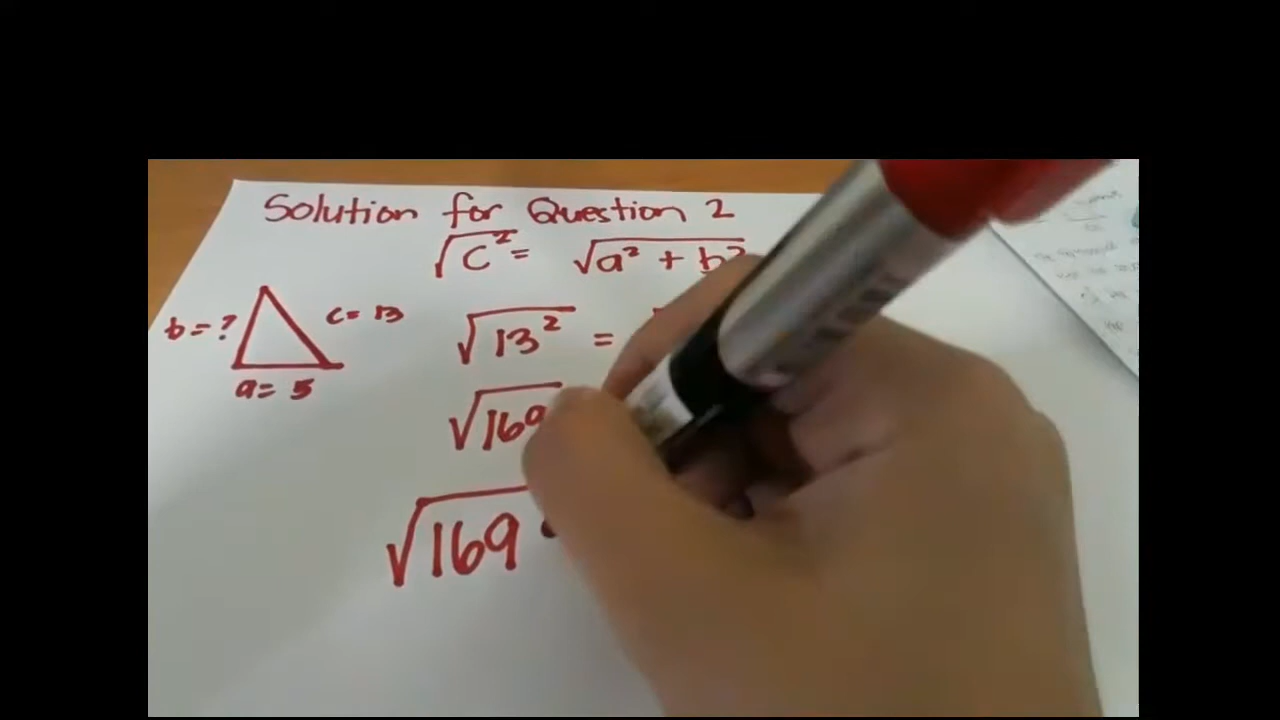 Solution for Question 2
√c² = √a² + b²
b = ? c = 13
√13² =
a = 5
√169
√169